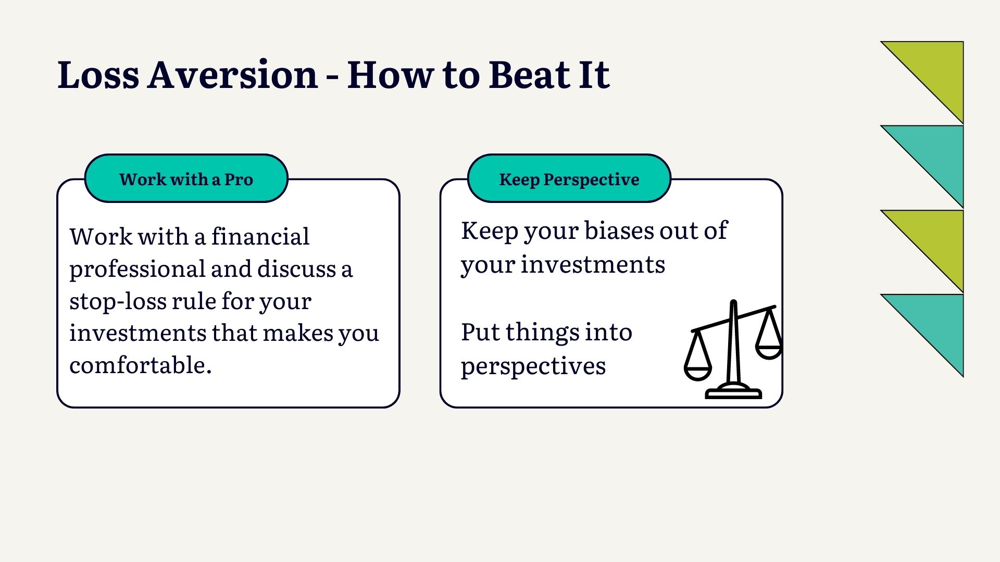 Loss Aversion - How to Beat It
Work with a Pro
Work with a financial
professional and discuss a
stop-loss rule for your
investments that makes you
comfortable.
Keep Perspective
Keep your biases out of
your investments
Put things into
perspectives